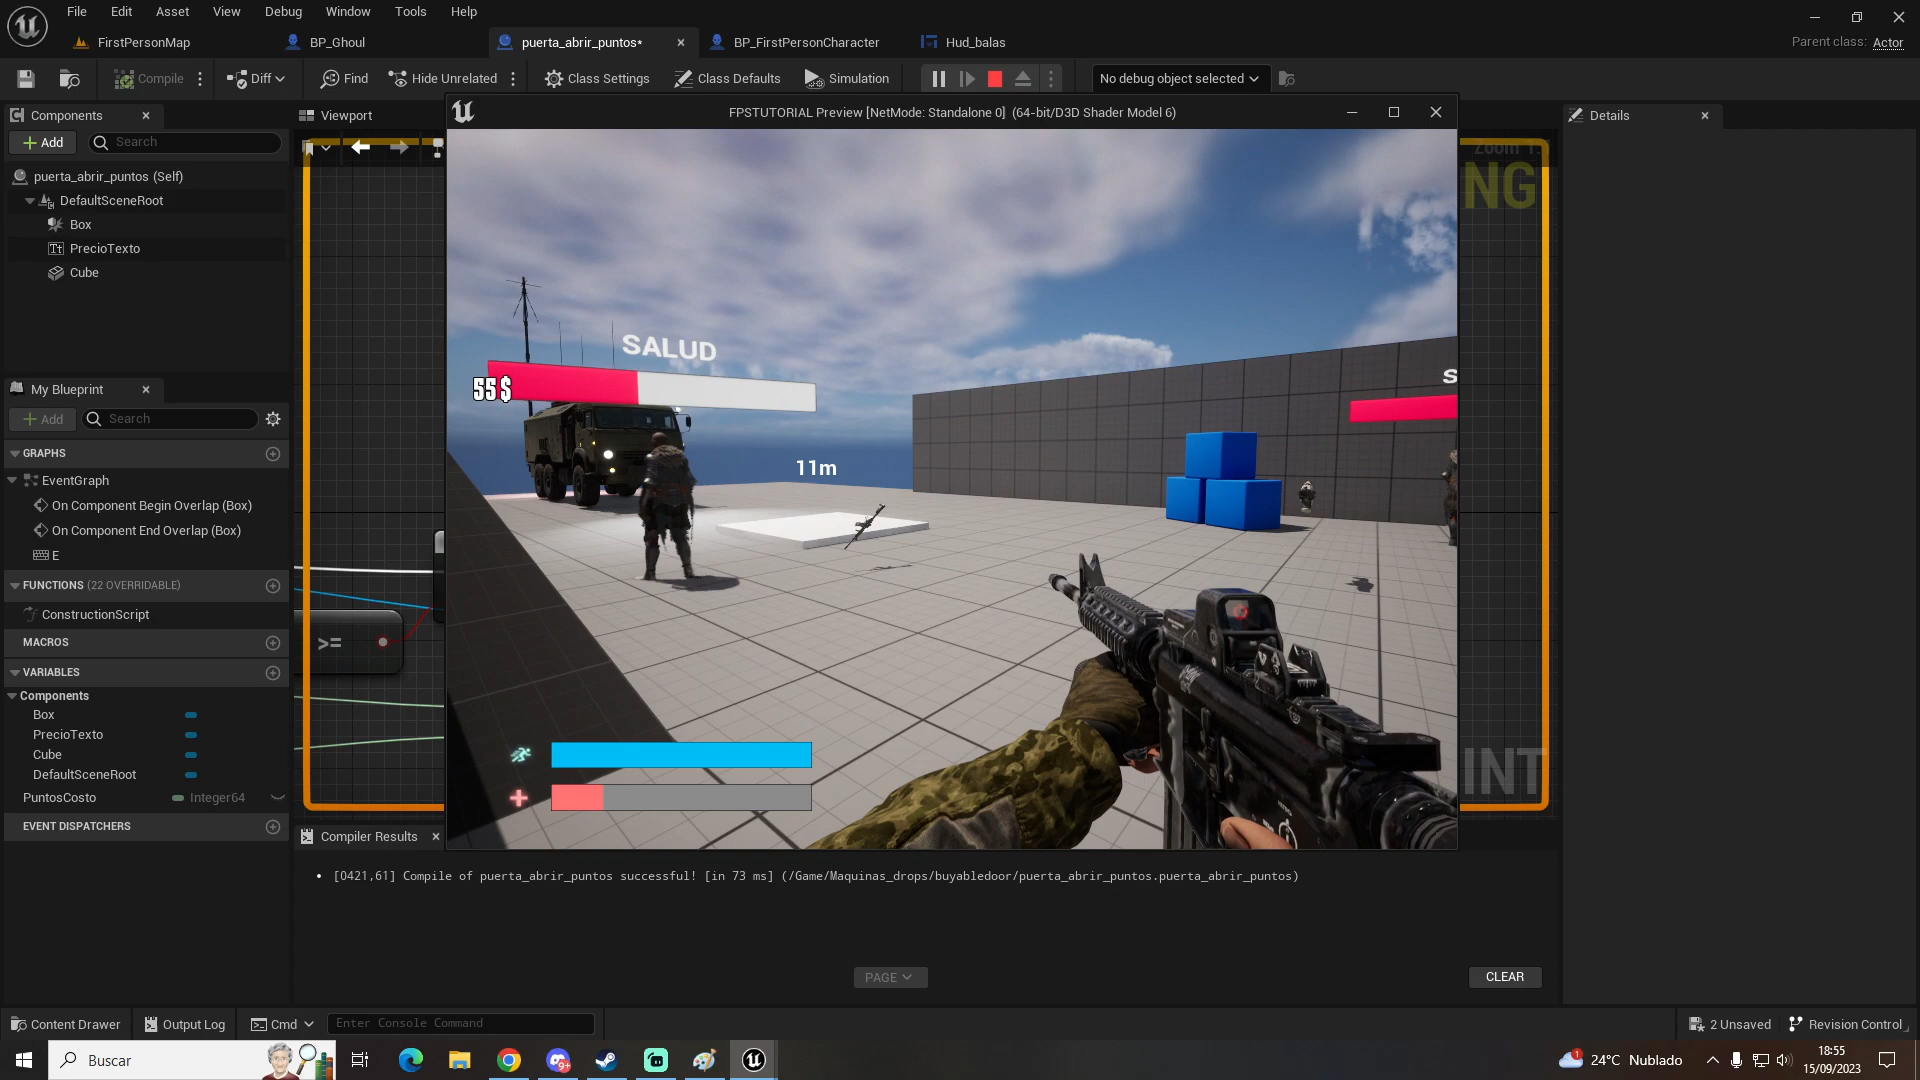 File Edit Asset View Debug Window Tools Help
FirstPersonMap BP_Ghoul puerta_abrir_puntos* BP_FirstPersonCharacter Hud_balas
Parent class: Actor
Compile Diff Find Hide Unrelated Class Settings Class Defaults Simulation No debug object selected
Components
Viewport
FPSTUTORIAL Preview [NetMode: Standalone 0] (64-bit/D3D Shader Model 6)
Details
Add Search
puerta_abrir_puntos (Self)
DefaultSceneRoot
Box
Tt PrecioTexto
Cube
NG
SALUD
S
55$
11m
My Blueprint
Add Search
GRAPHS
EventGraph
On Component Begin Overlap (Box)
On Component End Overlap (Box)
E
FUNCTIONS (22 OVERRIDABLE)
ConstructionScript
MACROS
>=
VARIABLES
Components
Box
PrecioTexto
Cube
DefaultSceneRoot
PuntosCosto Integer64
EVENT DISPATCHERS
INT
Compiler Results
• [0421,61] Compile of puerta_abrir_puntos successful! [in 73 ms] (/Game/Maquinas_drops/buyabledoor/puerta_abrir_puntos.puerta_abrir_puntos)
PAGE CLEAR
Content Drawer Output Log Cmd Enter Console Command 2 Unsaved Revision Control
Buscar
9+
1
24°C Nublado
18:55
15/09/2023